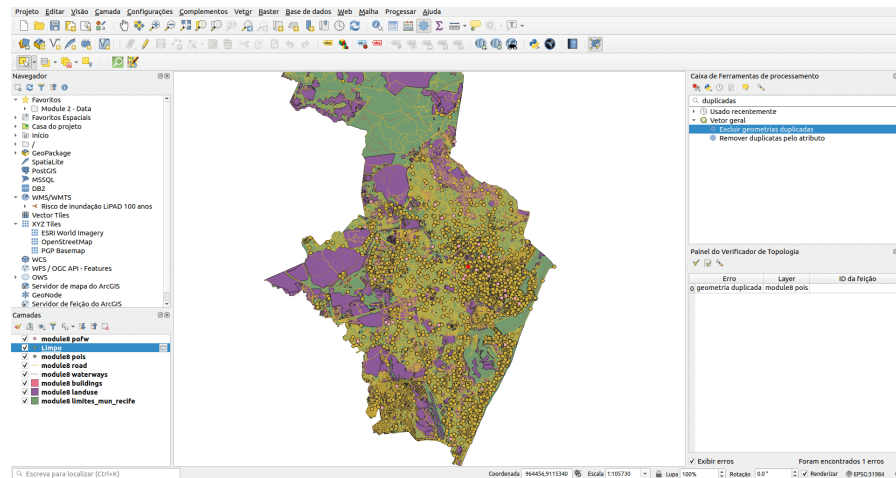 Projeto Editar Visão Camada Configurações Complementos Vetor Raster Base de dados Web Malha Processar Ajuda
Navegador
Favoritos
Module 2 - Data
Favoritos Espaciais
Casa do projeto
Início
/
GeoPackage
SpatiaLite
PostGIS
MSSQL
DB2
WMS/WMTS
Risco de inundação LiPAD 100 anos
Vector Tiles
XYZ Tiles
ESRI World Imagery
OpenStreetMap
PGP Basemap
WCS
WFS / OGC API - Features
OWS
Servidor de mapa do ArcGIS
GeoNode
Servidor de feição do ArcGIS
Camadas
module8 pofw
Limpo
module8 pois
module8 road
module8 waterways
module8 buildings
module8 landuse
module8 limites_mun_recife
Caixa de Ferramentas de processamento
duplicadas
Usado recentemente
Vetor geral
Excluir geometrias duplicadas
Remover duplicatas pelo atributo
Painel do Verificador de Topologia
Erro Layer ID da feição
0 geometria duplicada module8 pois
Exibir erros Foram encontrados 1 erros
Escreva para localizar (Ctrl+K) Coordenada 964456,9115340 Escala 1:105730 Lupa 100% Rotação 0.0 ° Renderizar EPSG:31984